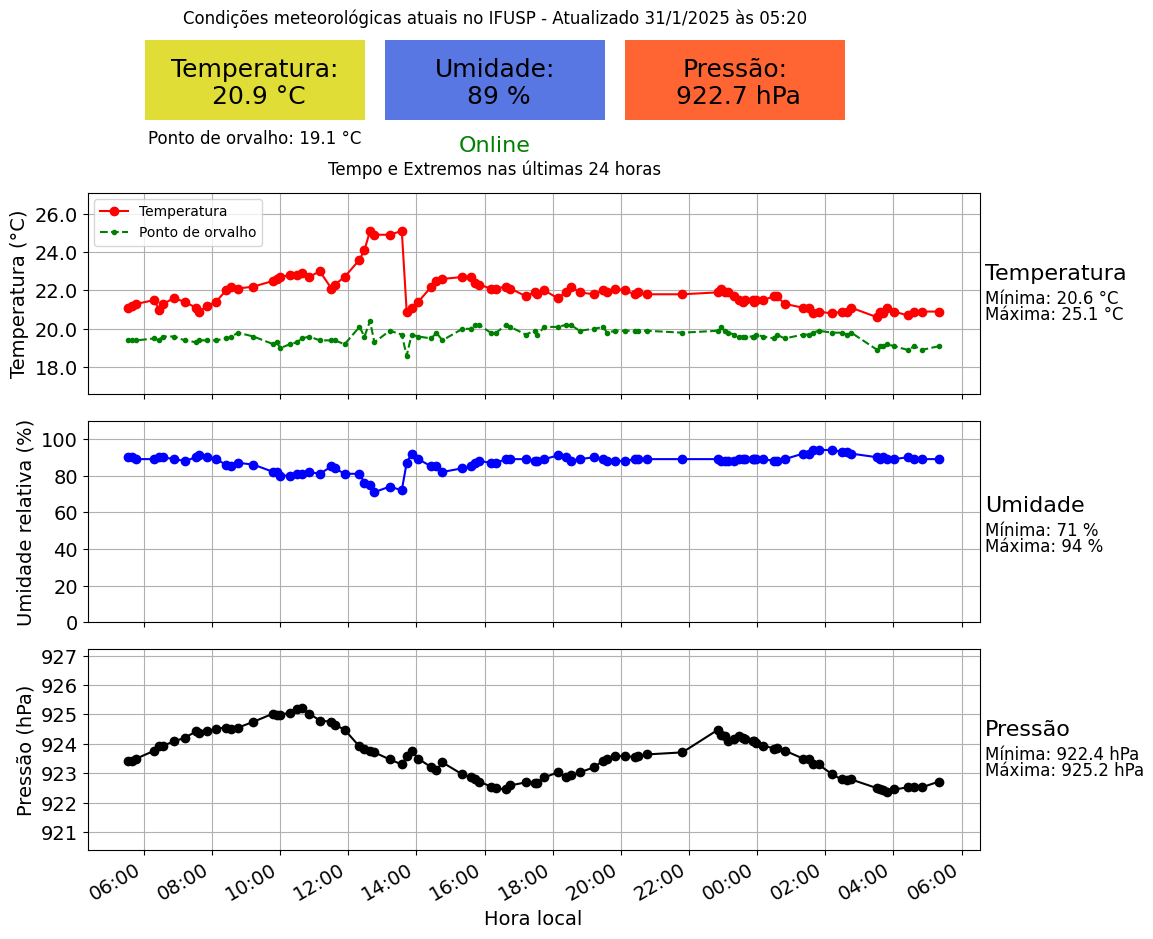 Condições meteorológicas atuais no IFUSP - Atualizado 31/1/2025 às 05:20
Temperatura:
20.9 °C
Umidade:
89 %
Pressão:
922.7 hPa
Ponto de orvalho: 19.1 °C
Online
Tempo e Extremos nas últimas 24 horas
Temperatura (°C)
26.0
24.0
22.0
20.0
18.0
Temperatura
Ponto de orvalho
Temperatura
Mínima: 20.6 °C
Máxima: 25.1 °C
Umidade relativa (%)
100
80
60
40
20
0
Umidade
Mínima: 71 %
Máxima: 94 %
Pressão (hPa)
927
926
925
924
923
922
921
Pressão
Mínima: 922.4 hPa
Máxima: 925.2 hPa
06:00
08:00
10:00
12:00
14:00
16:00
18:00
20:00
22:00
00:00
02:00
04:00
06:00
Hora local